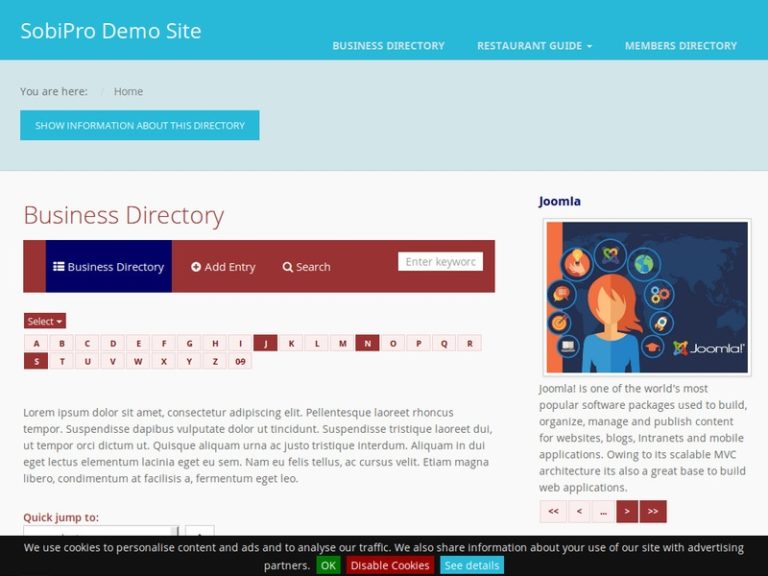 SobiPro Demo Site
BUSINESS DIRECTORY RESTAURANT GUIDE MEMBERS DIRECTORY
You are here: / Home
SHOW INFORMATION ABOUT THIS DIRECTORY
Business Directory
Business Directory Add Entry Search Enter keyworc
Select
A B C D E F G H I J K L M N O P Q R
S T U V W X Y Z 09
Lorem ipsum dolor sit amet, consectetur adipiscing elit. Pellentesque laoreet rhoncus
tempor. Suspendisse dapibus vulputate dolor ut tincidunt. Suspendisse tristique laoreet dui,
ut tempor orci dictum ut. Quisque aliquam urna ac justo tristique interdum. Aliquam in dui
eget lectus elementum lacinia eget eu sem. Nam eu felis tellus, ac cursus velit. Etiam magna
libero, condimentum at facilisis a, fermentum eget leo.
Quick jump to:
Joomla
Joomla!
Joomla! is one of the world's most
popular software packages used to build,
organize, manage and publish content
for websites, blogs, Intranets and mobile
applications. Owing to its scalable MVC
architecture its also a great base to build
web applications.
<< < ... > >>
We use cookies to personalise content and ads and to analyse our traffic. We also share information about your use of our site with advertising
partners. OK Disable Cookies See details